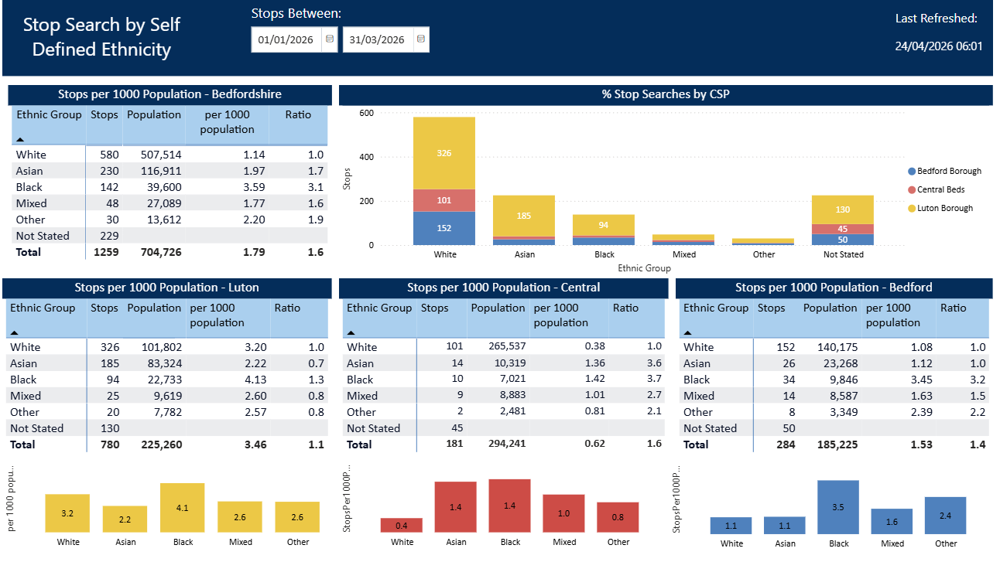 Stop Search by Self
Defined Ethnicity
Stops Between:
01/01/2026 31/03/2026
Last Refreshed:
24/04/2026 06:01
Stops per 1000 Population - Bedfordshire
Ethnic Group Stops Population per 1000 population Ratio
White 580 507,514 1.14 1.0
Asian 230 116,911 1.97 1.7
Black 142 39,600 3.59 3.1
Mixed 48 27,089 1.77 1.6
Other 30 13,612 2.20 1.9
Not Stated 229
Total 1259 704,726 1.79 1.6
% Stop Searches by CSP
Stops
600
400
200
0
326
101
152
185
94
130
45
50
White Asian Black Mixed Other Not Stated
Ethnic Group
Bedford Borough
Central Beds
Luton Borough
Stops per 1000 Population - Luton
Ethnic Group Stops Population per 1000 population Ratio
White 326 101,802 3.20 1.0
Asian 185 83,324 2.22 0.7
Black 94 22,733 4.13 1.3
Mixed 25 9,619 2.60 0.8
Other 20 7,782 2.57 0.8
Not Stated 130
Total 780 225,260 3.46 1.1
per 1000 popu...
3.2 2.2 4.1 2.6 2.6
White Asian Black Mixed Other
Stops per 1000 Population - Central
Ethnic Group Stops Population per 1000 population Ratio
White 101 265,537 0.38 1.0
Asian 14 10,319 1.36 3.6
Black 10 7,021 1.42 3.7
Mixed 9 8,883 1.01 2.7
Other 2 2,481 0.81 2.1
Not Stated 45
Total 181 294,241 0.62 1.6
StopsPer1000P...
0.4 1.4 1.4 1.0 0.8
White Asian Black Mixed Other
Stops per 1000 Population - Bedford
Ethnic Group Stops Population per 1000 population Ratio
White 152 140,175 1.08 1.0
Asian 26 23,268 1.12 1.0
Black 34 9,846 3.45 3.2
Mixed 14 8,587 1.63 1.5
Other 8 3,349 2.39 2.2
Not Stated 50
Total 284 185,225 1.53 1.4
StopsPer1000P...
1.1 1.1 3.5 1.6 2.4
White Asian Black Mixed Other